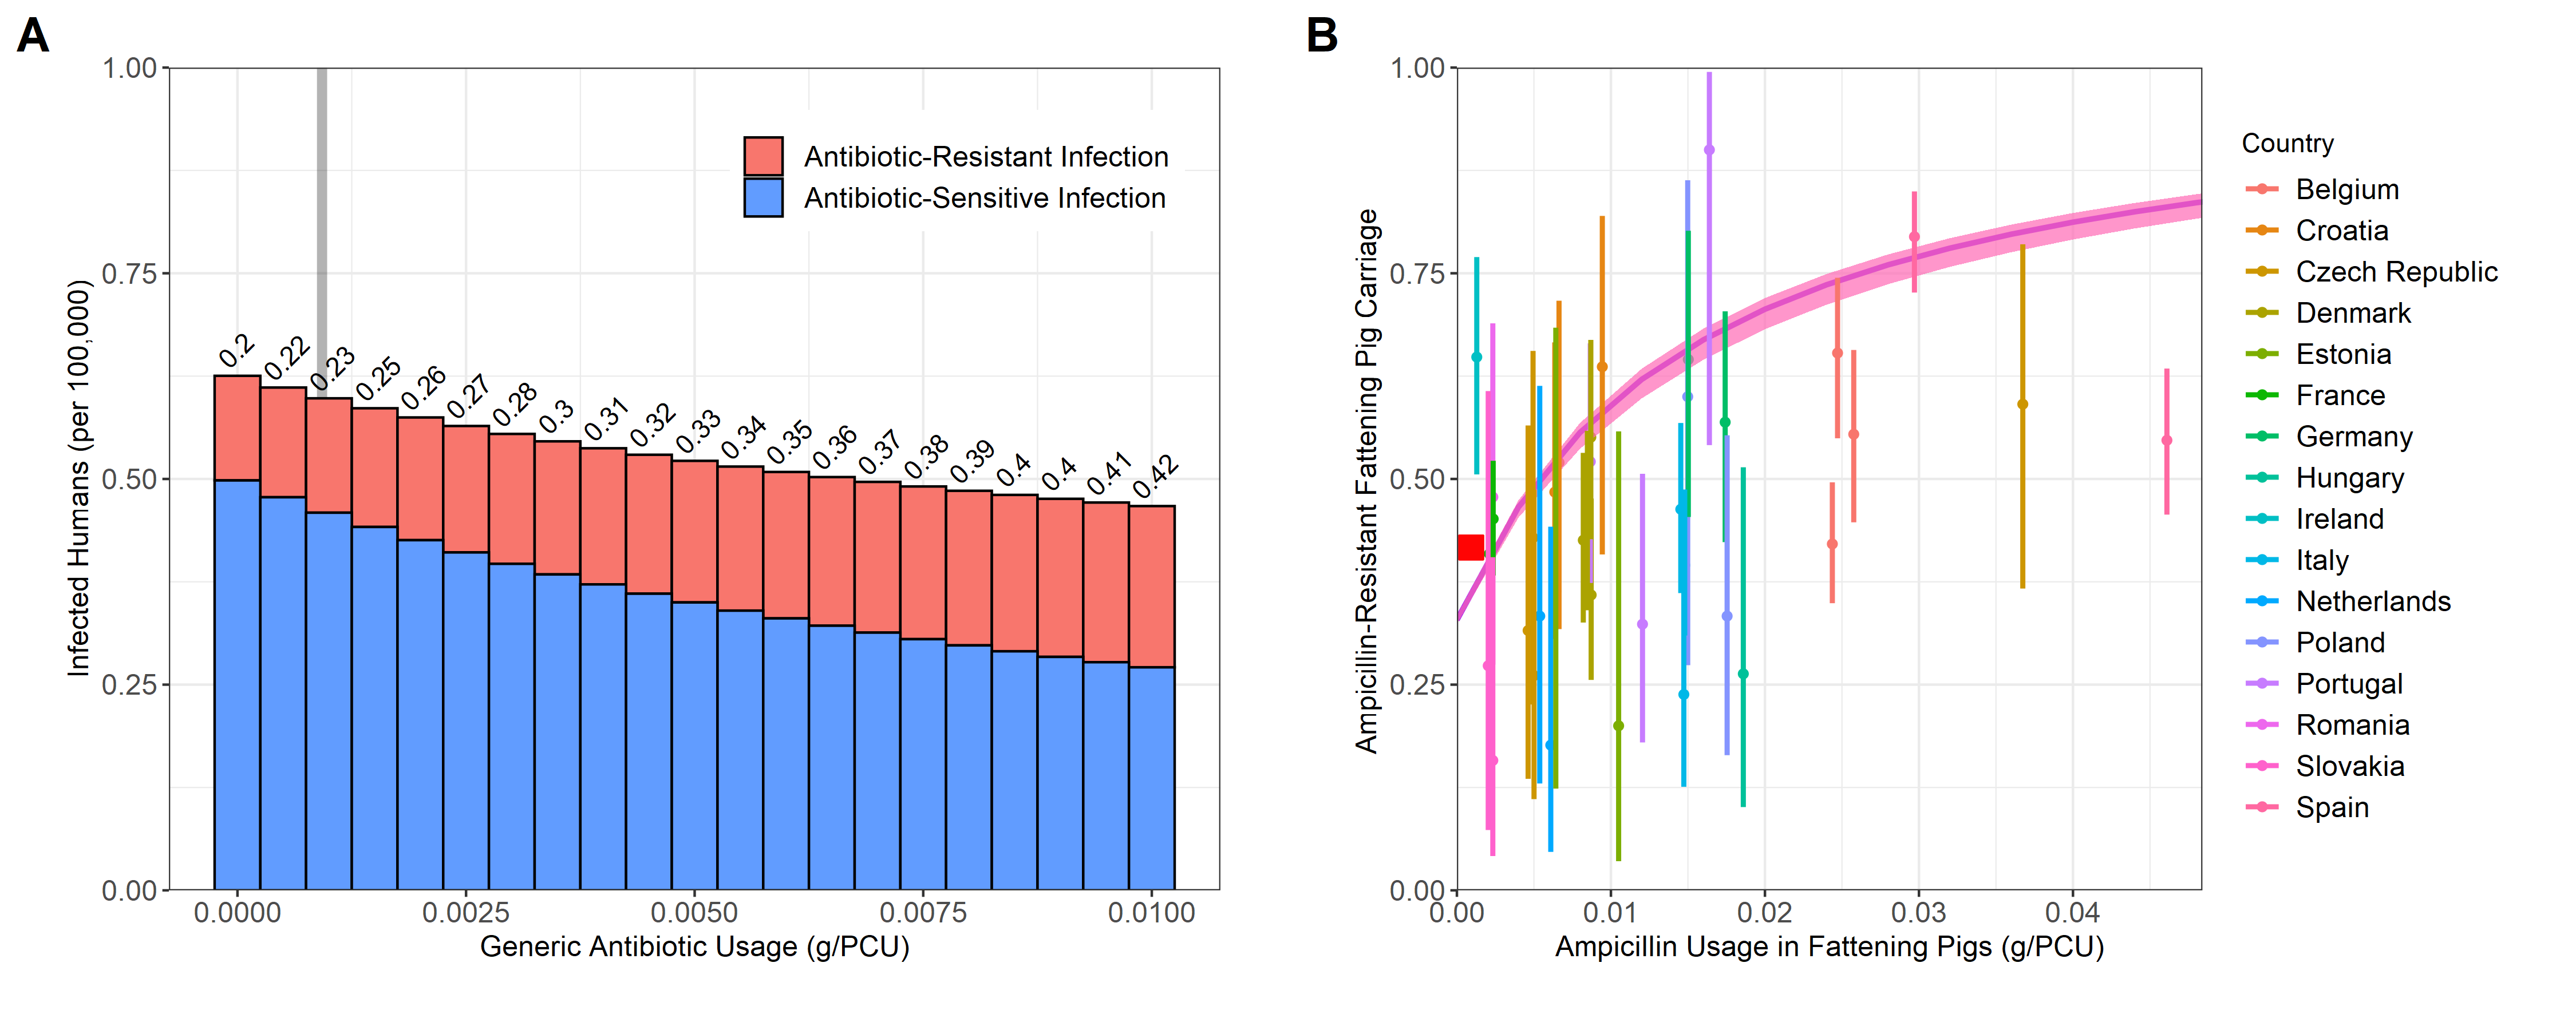 A
1.00
0.75
0.50
0.25
0.00
Infected Humans (per 100,000)
0.2
0.22
0.23
0.25
0.26
0.27
0.28
0.3
0.31
0.32
0.33
0.34
0.35
0.36
0.37
0.38
0.39
0.4
0.4
0.41
0.42
Antibiotic-Resistant Infection
Antibiotic-Sensitive Infection
0.0000 0.0025 0.0050 0.0075 0.0100
Generic Antibiotic Usage (g/PCU)
B
1.00
0.75
0.50
0.25
0.00
Ampicillin-Resistant Fattening Pig Carriage
0.00 0.01 0.02 0.03 0.04
Ampicillin Usage in Fattening Pigs (g/PCU)
Country
Belgium
Croatia
Czech Republic
Denmark
Estonia
France
Germany
Hungary
Ireland
Italy
Netherlands
Poland
Portugal
Romania
Slovakia
Spain